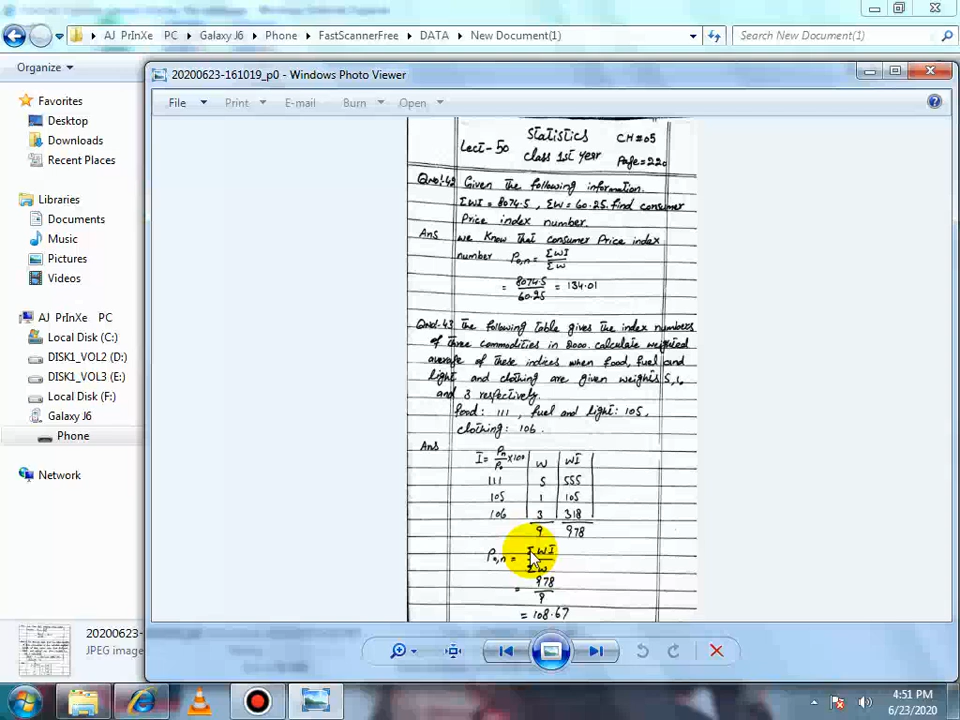 AJ PrInXe PC
Galaxy J6
Phone
FastScannerFree
DATA
New Document(1)
Search New Document(1)
Organize
20200623-161019_p0 - Windows Photo Viewer
File
Print
E-mail
Burn
Open
Favorites
Desktop
Downloads
Recent Places
Libraries
Documents
Music
Pictures
Videos
AJ PrInXe PC
Local Disk (C:)
DISK1_VOL2 (D:)
DISK1_VOL3 (E:)
Local Disk (F:)
Galaxy J6
Phone
Network
Lect-50 Statistics CH#05
class 1st year Page=220
Qno!-42 Given the following information.
ΣWI = 8074.5, ΣW = 60.25. find consumer
Price index number.
Ans we know that consumer Price index
number Po,n = ΣWI
ΣW
= 8074.5 = 134.01
60.25
Qno!-43 The following table gives the index numbers
of three commodities in 2000. calculate weighted
average of these indices when food, fuel and
light and clothing are given weights 5,
and 3 respectively.
food: 111, fuel and light: 105,
clothing: 106.
Ans
I = Pn x100 W WI
Po
111 5 555
105 1 105
106 3 318
9 978
Po,n = ΣWI
ΣW
= 978
9
= 108.67
20200623-161019_p0
JPEG image
4:51 PM
6/23/2020